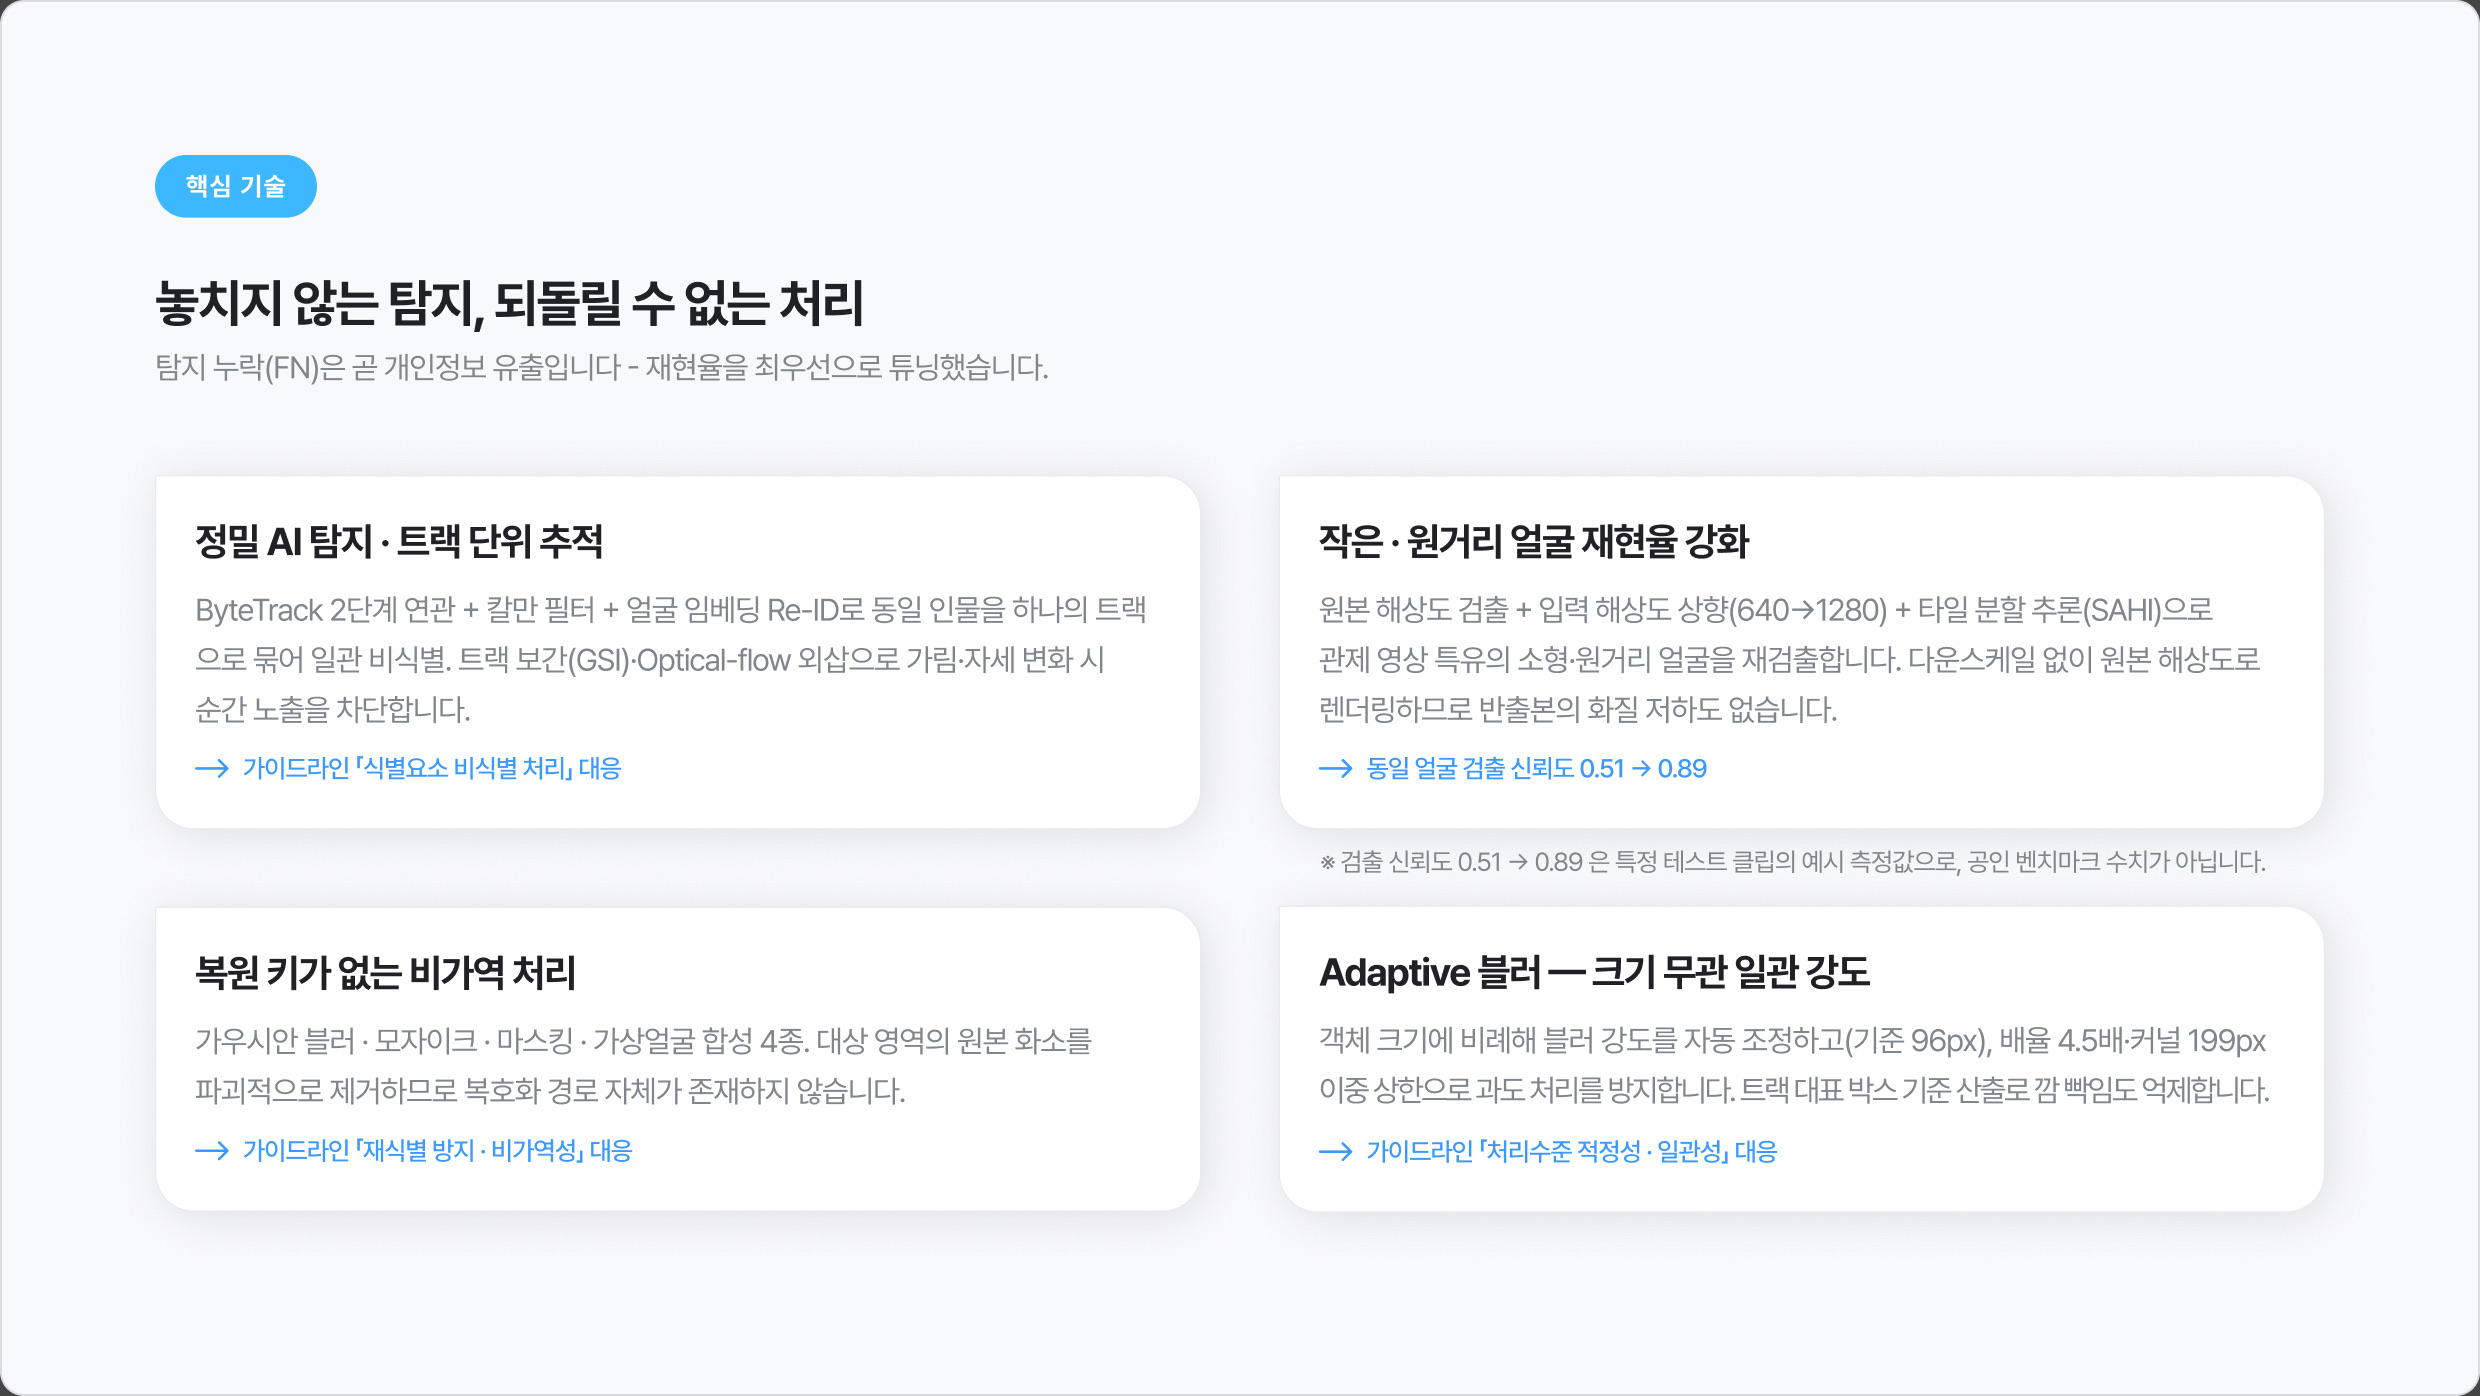 핵심 기술
놓치지 않는 탐지, 되돌릴 수 없는 처리
탐지 누락(FN)은 곧 개인정보 유출입니다 - 재현율을 최우선으로 튜닝했습니다.
정밀 AI 탐지 · 트랙 단위 추적
ByteTrack 2단계 연관 + 칼만 필터 + 얼굴 임베딩 Re-ID로 동일 인물을 하나의 트랙
으로 묶어 일관 비식별. 트랙 보간(GSI)·Optical-flow 외삽으로 가림·자세 변화 시
순간 노출을 차단합니다.
→ 가이드라인 「식별요소 비식별 처리」 대응
작은 · 원거리 얼굴 재현율 강화
원본 해상도 검출 + 입력 해상도 상향(640→1280) + 타일 분할 추론(SAHI)으로
관제 영상 특유의 소형·원거리 얼굴을 재검출합니다. 다운스케일 없이 원본 해상도로
렌더링하므로 반출본의 화질 저하도 없습니다.
→ 동일 얼굴 검출 신뢰도 0.51 → 0.89
※ 검출 신뢰도 0.51 → 0.89 은 특정 테스트 클립의 예시 측정값으로, 공인 벤치마크 수치가 아닙니다.
복원 키가 없는 비가역 처리
가우시안 블러 · 모자이크 · 마스킹 · 가상얼굴 합성 4종. 대상 영역의 원본 화소를
파괴적으로 제거하므로 복호화 경로 자체가 존재하지 않습니다.
→ 가이드라인 「재식별 방지 · 비가역성」 대응
Adaptive 블러 — 크기 무관 일관 강도
객체 크기에 비례해 블러 강도를 자동 조정하고(기준 96px), 배율 4.5배·커널 199px
이중 상한으로 과도 처리를 방지합니다. 트랙 대표 박스 기준 산출로 깜 빡임도 억제합니다.
→ 가이드라인 「처리수준 적정성 · 일관성」 대응